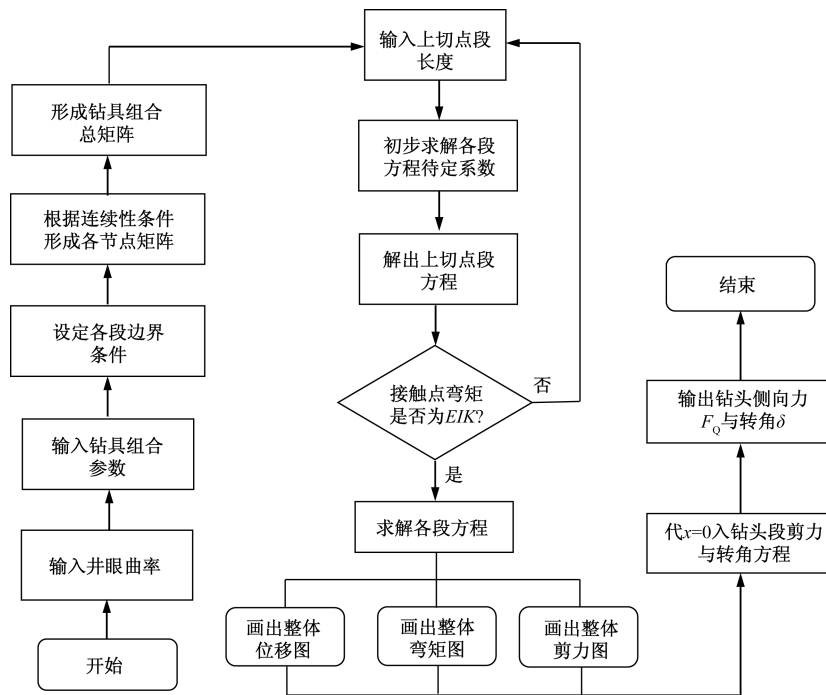 开始
输入井眼曲率
输入钻具组合
参数
设定各段边界
条件
根据连续性条件
形成各节点矩阵
形成钻具组合
总矩阵
输入上切点段
长度
初步求解各段
方程待定系数
解出上切点段
方程
接触点弯矩
是否为EIK?
否
是
求解各段方程
画出整体
位移图
画出整体
弯矩图
画出整体
剪力图
代x=0入钻头段剪力
与转角方程
输出钻头侧向力
F_Q与转角δ
结束